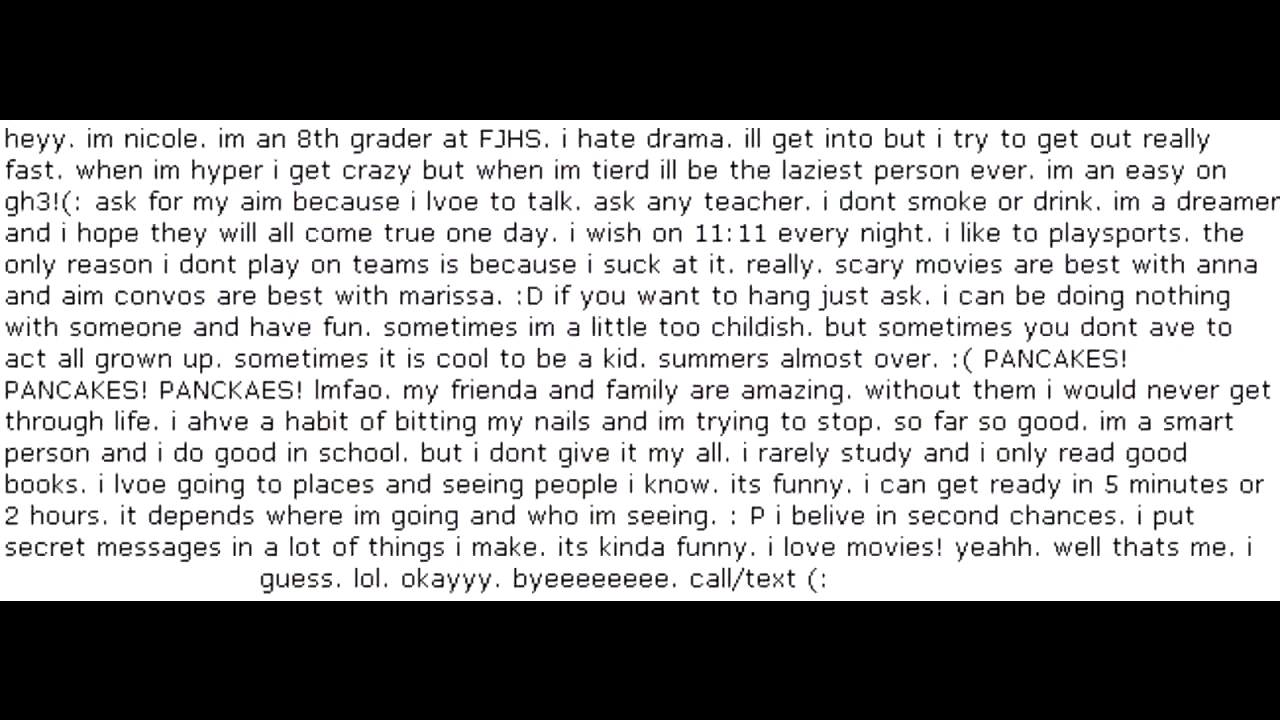 heyy. im nicole. im an 8th grader at FJHS. i hate drama. ill get into but i try to get out really
fast. when im hyper i get crazy but when im tierd ill be the laziest person ever. im an easy on
gh3!(: ask for my aim because i lvoe to talk. ask any teacher. i dont smoke or drink. im a dreamer
and i hope they will all come true one day. i wish on 11:11 every night. i like to playsports. the
only reason i dont play on teams is because i suck at it. really. scary movies are best with anna
and aim convos are best with marissa. :D if you want to hang just ask. i can be doing nothing
with someone and have fun. sometimes im a little too childish. but sometimes you dont ave to
act all grown up. sometimes it is cool to be a kid. summers almost over. :( PANCAKES!
PANCAKES! PANCKAES! lmfao. my frienda and family are amazing. without them i would never get
through life. i ahve a habit of bitting my nails and im trying to stop. so far so good. im a smart
person and i do good in school. but i dont give it my all. i rarely study and i only read good
books. i lvoe going to places and seeing people i know. its funny. i can get ready in 5 minutes or
2 hours. it depends where im going and who im seeing. : P i belive in second chances. i put
secret messages in a lot of things i make. its kinda funny. i love movies! yeahh. well thats me. i
guess. lol. okayyy. byeeeeeeee. call/text (: